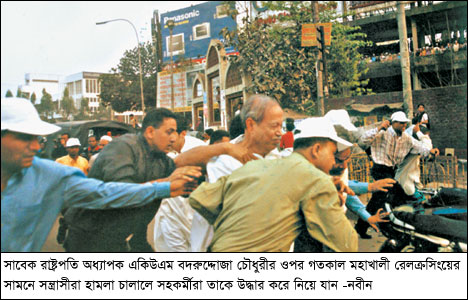 Panasonic
সাবেক রাষ্ট্রপতি অধ্যাপক একিউএম বদরুদ্দোজা চৌধুরীর ওপর গতকাল মহাখালী রেলক্রসিংয়ের
সামনে সন্ত্রাসীরা হামলা চালালে সহকর্মীরা তাকে উদ্ধার করে নিয়ে যান -নবীন